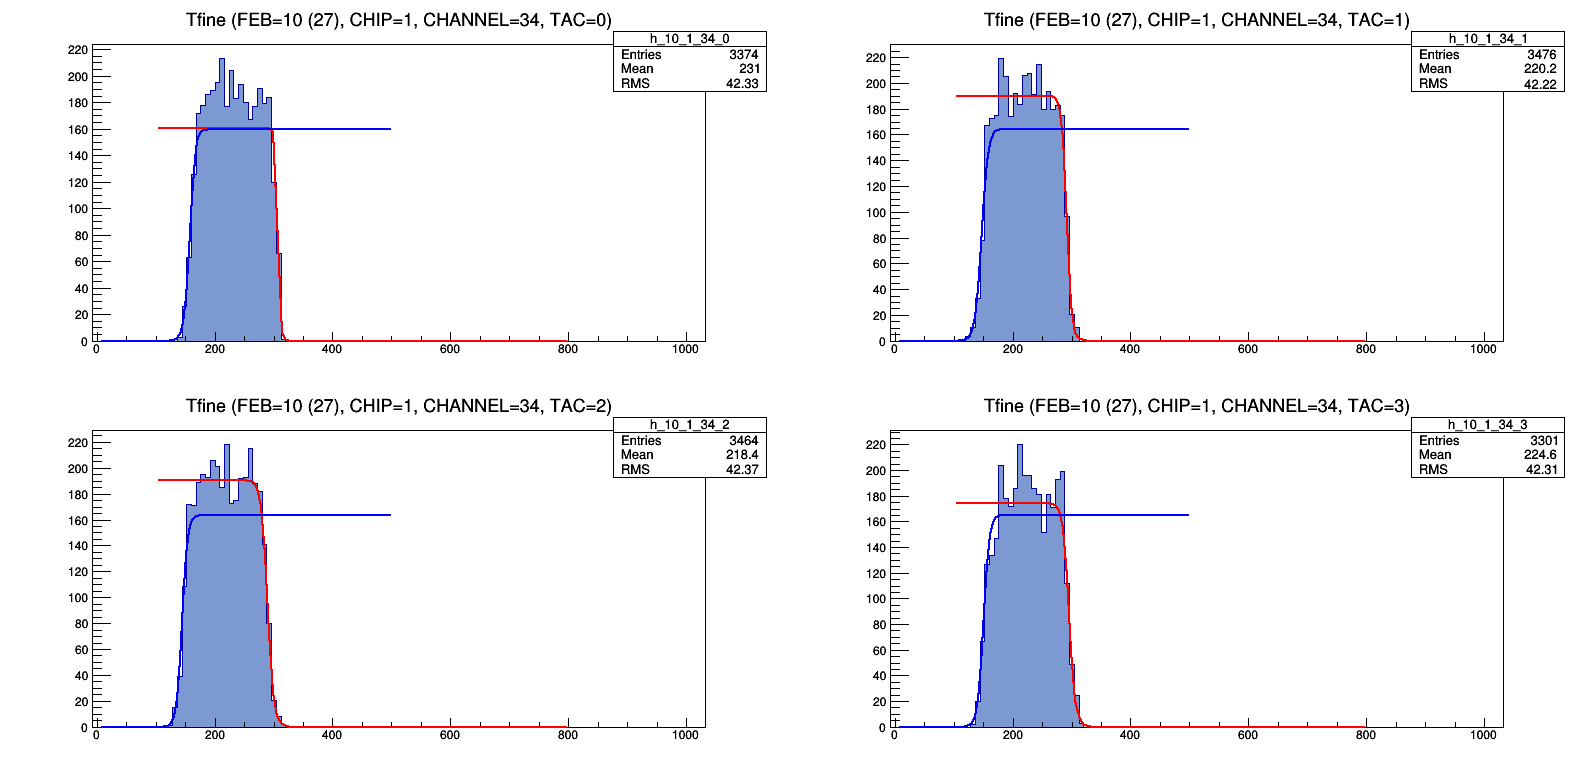 Tfine (FEB=10 (27), CHIP=1, CHANNEL=34, TAC=0)
h_10_1_34_0
Entries 3374
Mean 231
RMS 42.33
220
200
180
160
140
120
100
80
60
40
20
0
0 200 400 600 800 1000
Tfine (FEB=10 (27), CHIP=1, CHANNEL=34, TAC=1)
h_10_1_34_1
Entries 3476
Mean 220.2
RMS 42.22
220
200
180
160
140
120
100
80
60
40
20
0
0 200 400 600 800 1000
Tfine (FEB=10 (27), CHIP=1, CHANNEL=34, TAC=2)
h_10_1_34_2
Entries 3464
Mean 218.4
RMS 42.37
220
200
180
160
140
120
100
80
60
40
20
0
0 200 400 600 800 1000
Tfine (FEB=10 (27), CHIP=1, CHANNEL=34, TAC=3)
h_10_1_34_3
Entries 3301
Mean 224.6
RMS 42.31
220
200
180
160
140
120
100
80
60
40
20
0
0 200 400 600 800 1000